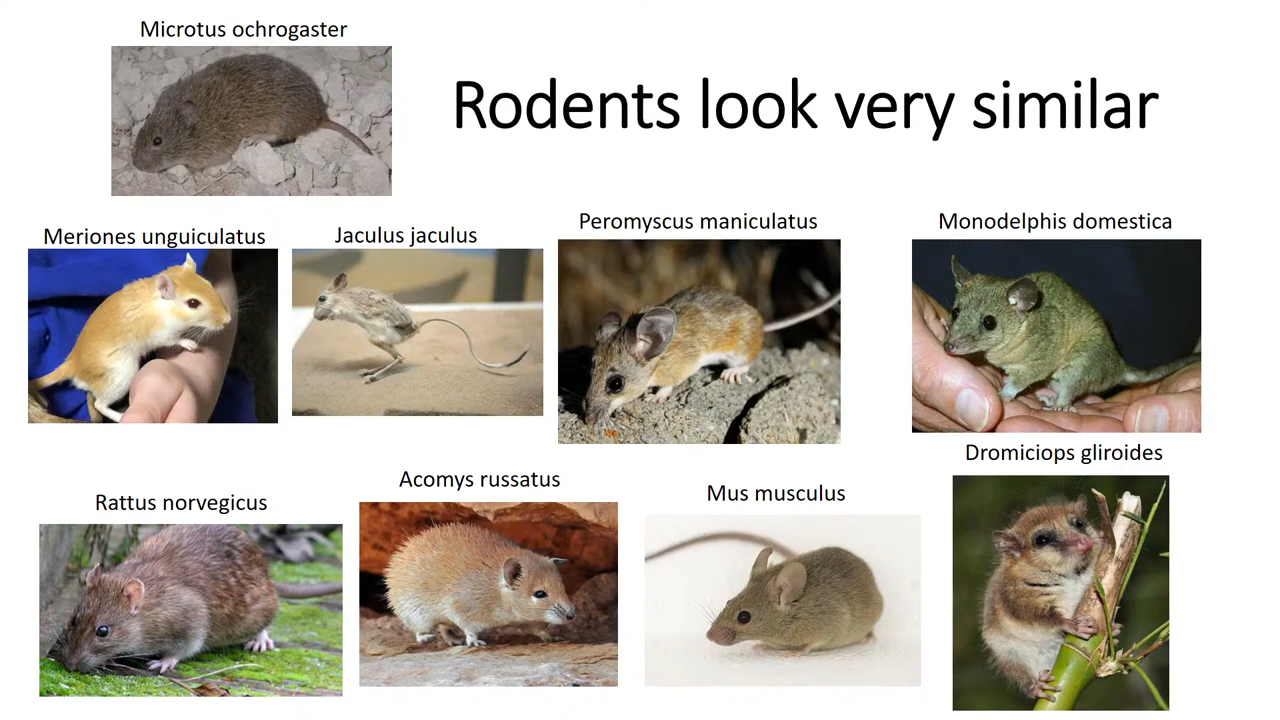 Microtus ochrogaster
Rodents look very similar
Meriones unguiculatus
Jaculus jaculus
Peromyscus maniculatus
Monodelphis domestica
Rattus norvegicus
Acomys russatus
Mus musculus
Dromiciops gliroides